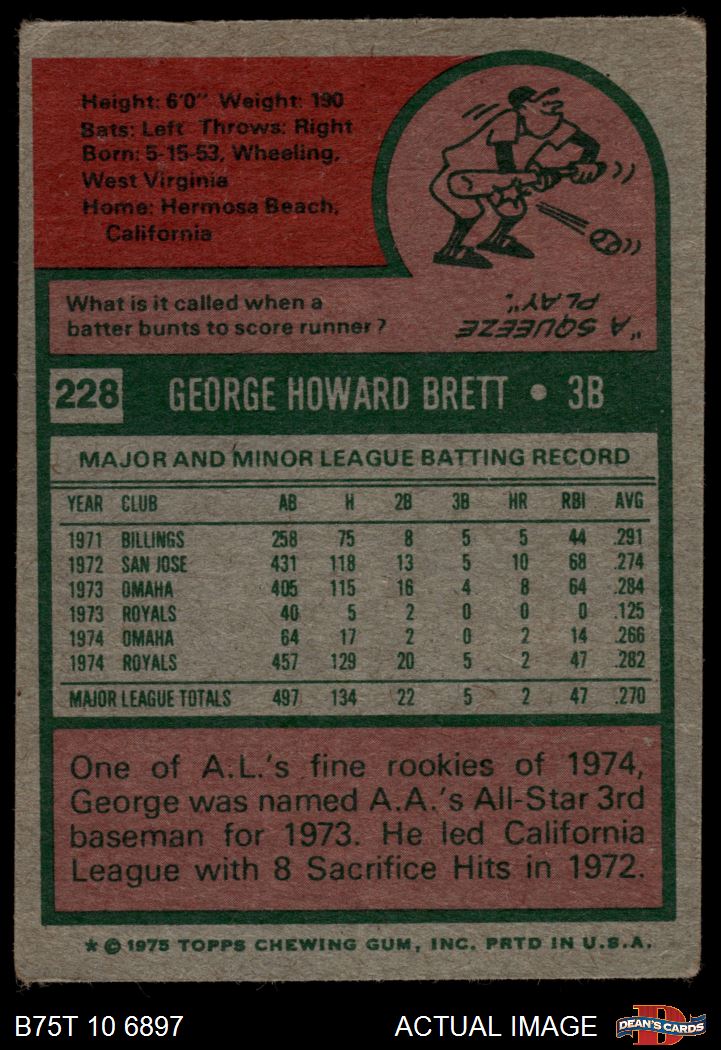 Height: 6'0" Weight: 190
Bats: Left Throws: Right
Born: 5-15-53, Wheeling,
West Virginia
Home: Hermosa Beach,
California
What is it called when a
batter bunts to score runner?
"A SQUEEZE
PLAY".
228 GEORGE HOWARD BRETT • 3B
MAJOR AND MINOR LEAGUE BATTING RECORD
YEAR CLUB AB H 2B 3B HR RBI AVG
1971 BILLINGS 258 75 8 5 5 44 .291
1972 SAN JOSE 431 118 13 5 10 68 .274
1973 OMAHA 405 115 16 4 8 64 .284
1973 ROYALS 40 5 2 0 0 0 .125
1974 OMAHA 64 17 2 0 2 14 .266
1974 ROYALS 457 129 20 5 2 47 .282
MAJOR LEAGUE TOTALS 497 134 22 5 2 47 .270
One of A.L.'s fine rookies of 1974,
George was named A.A.'s All-Star 3rd
baseman for 1973. He led California
League with 8 Sacrifice Hits in 1972.
* © 1975 TOPPS CHEWING GUM, INC. PRTD IN U.S.A.
B75T 10 6897 ACTUAL IMAGE D DEAN'S CARDS